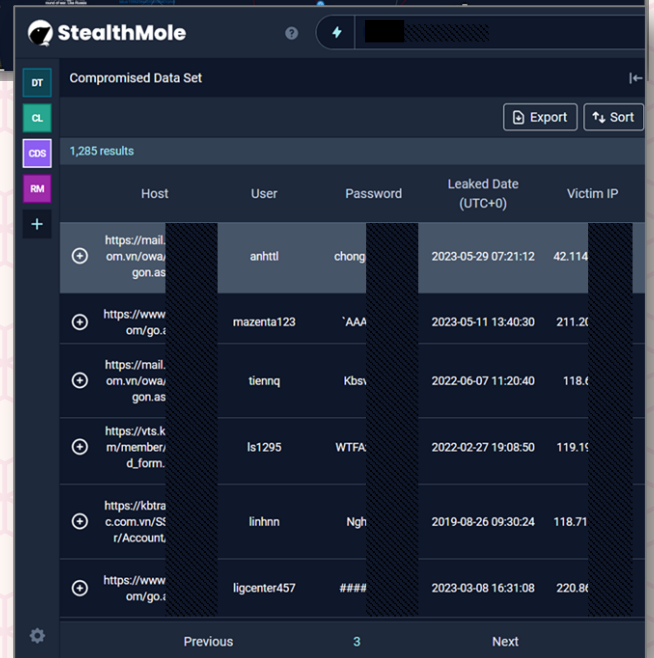 StealthMole
DT
Compromised Data Set
CL
Export
Sort
CDS
1,285 results
RM
Host
User
Password
Leaked Date
(UTC+0)
Victim IP
https://mail.
om.vn/owa/
gon.as
anhttl
chong
2023-05-29 07:21:12
42.114
https://www
om/go.a
mazenta123
`AAA
2023-05-11 13:40:30
211.20
https://mail.
om.vn/owa/
gon.as
tiennq
Kbsv
2022-06-07 11:20:40
118.6
https://vts.k
m/member/
d_form.
ls1295
WTFA:
2022-02-27 19:08:50
119.19
https://kbtra
c.com.vn/SS
r/Account/
linhnn
Ngh
2019-08-26 09:30:24
118.71
https://www
om/go.a
ligcenter457
####
2023-03-08 16:31:08
220.86
Previous
3
Next